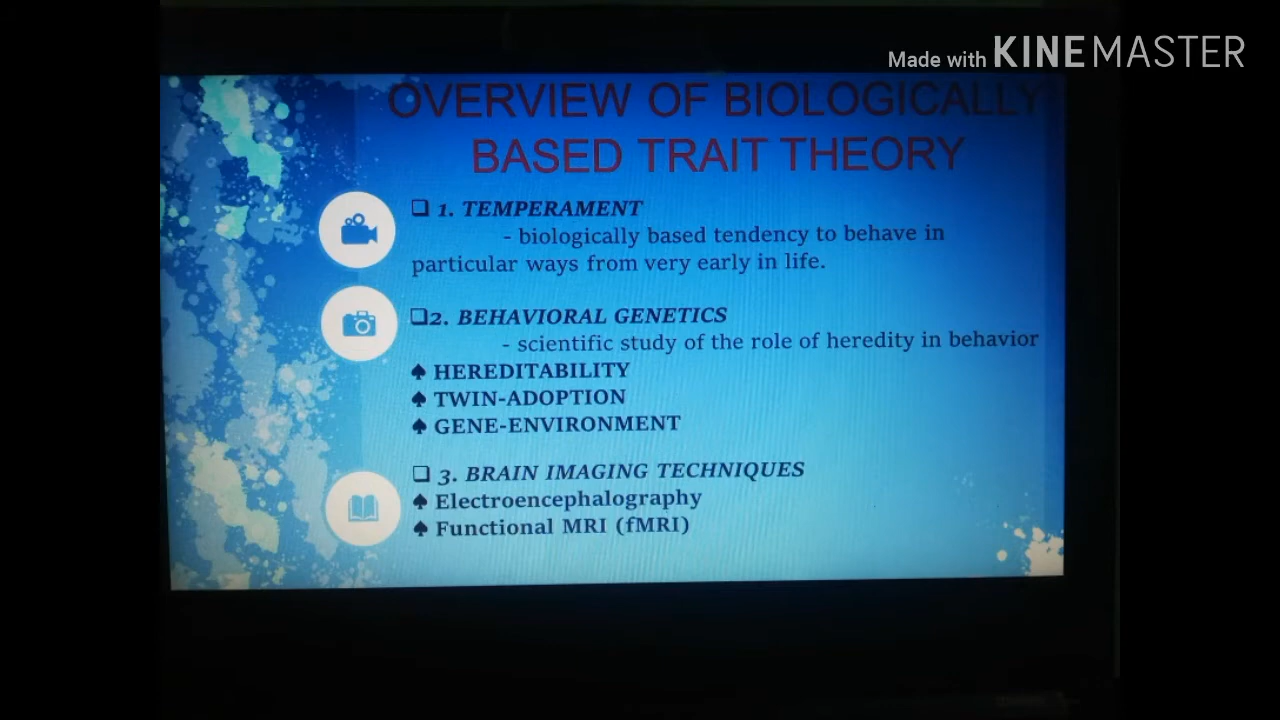 Made with KINEMASTER
OVERVIEW OF BIOLOGICALLY
BASED TRAIT THEORY
❑ 1. TEMPERAMENT
- biologically based tendency to behave in
particular ways from very early in life.
❑2. BEHAVIORAL GENETICS
- scientific study of the role of heredity in behavior
♠ HEREDITABILITY
♠ TWIN-ADOPTION
♠ GENE-ENVIRONMENT
❑ 3. BRAIN IMAGING TECHNIQUES
♠ Electroencephalography
♠ Functional MRI (fMRI)